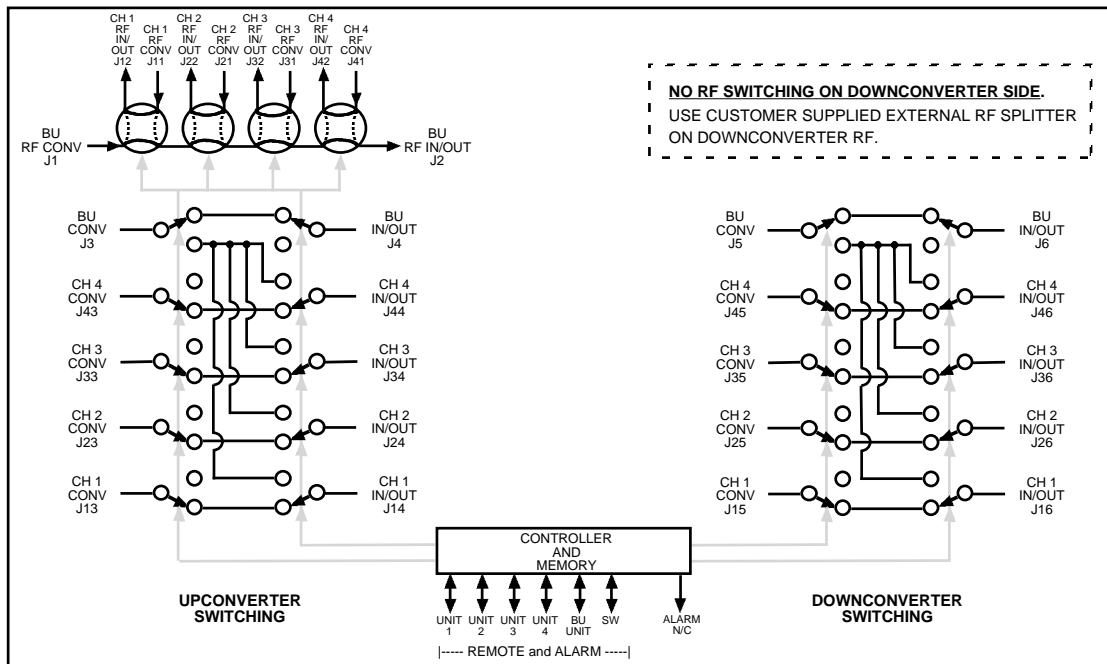 CH 1
RF
IN/
OUT
J12
CH 1
RF
CONV
J11
CH 2
RF
IN/
OUT
J22
CH 2
RF
CONV
J21
CH 3
RF
IN/
OUT
J32
CH 3
RF
CONV
J31
CH 4
RF
IN/
OUT
J42
CH 4
RF
CONV
J41
BU
RF CONV
J1
BU
RF IN/OUT
J2
NO RF SWITCHING ON DOWNCONVERTER SIDE.
USE CUSTOMER SUPPLIED EXTERNAL RF SPLITTER
ON DOWNCONVERTER RF.
BU
CONV
J3
BU
IN/OUT
J4
CH 4
CONV
J43
CH 4
IN/OUT
J44
CH 3
CONV
J33
CH 3
IN/OUT
J34
CH 2
CONV
J23
CH 2
IN/OUT
J24
CH 1
CONV
J13
CH 1
IN/OUT
J14
BU
CONV
J5
BU
IN/OUT
J6
CH 4
CONV
J45
CH 4
IN/OUT
J46
CH 3
CONV
J35
CH 3
IN/OUT
J36
CH 2
CONV
J25
CH 2
IN/OUT
J26
CH 1
CONV
J15
CH 1
IN/OUT
J16
CONTROLLER
AND
MEMORY
UPCONVERTER
SWITCHING
UNIT
1
UNIT
2
UNIT
3
UNIT
4
BU
UNIT
SW
ALARM
N/C
|----- REMOTE and ALARM -----|
DOWNCONVERTER
SWITCHING